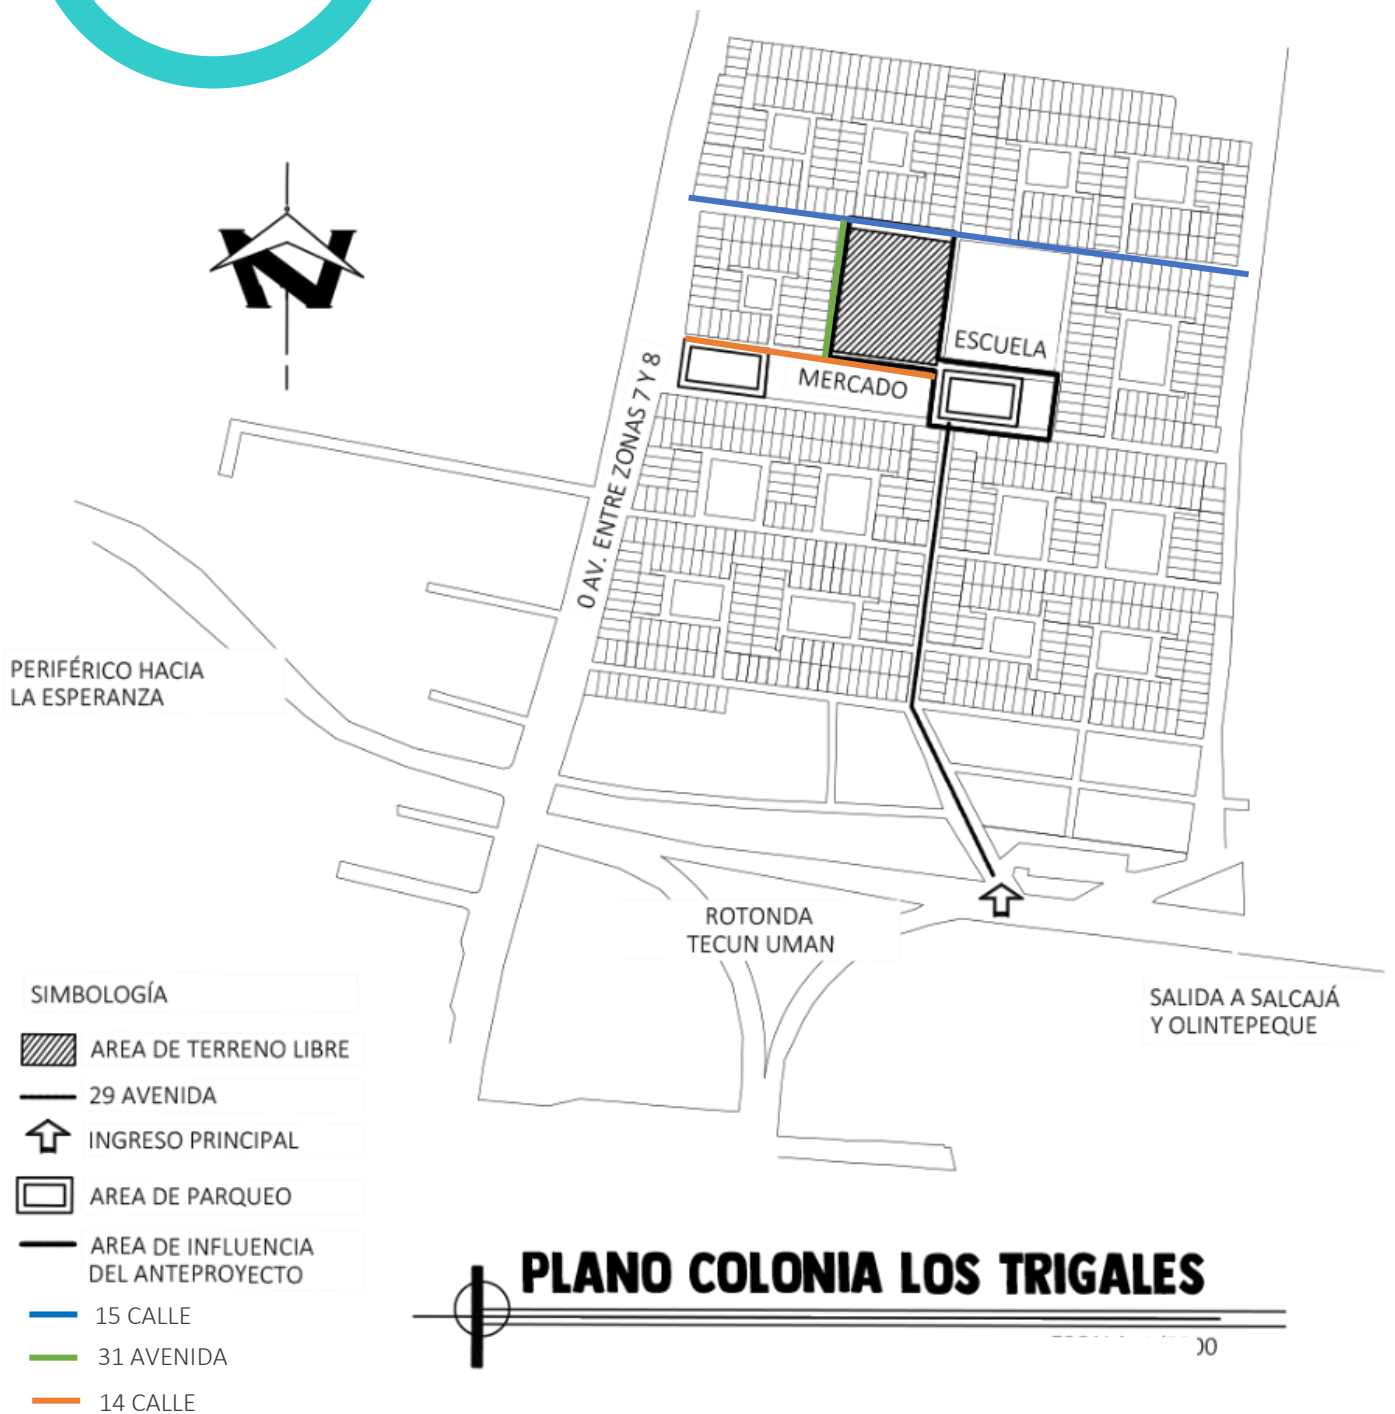 N
ESCUELA
MERCADO
0 AV. ENTRE ZONAS 7 Y 8
PERIFÉRICO HACIA
LA ESPERANZA
ROTONDA
TECUN UMAN
SALIDA A SALCAJÁ
Y OLINTEPEQUE
SIMBOLOGÍA
AREA DE TERRENO LIBRE
29 AVENIDA
INGRESO PRINCIPAL
AREA DE PARQUEO
AREA DE INFLUENCIA
DEL ANTEPROYECTO
15 CALLE
31 AVENIDA
14 CALLE
PLANO COLONIA LOS TRIGALES